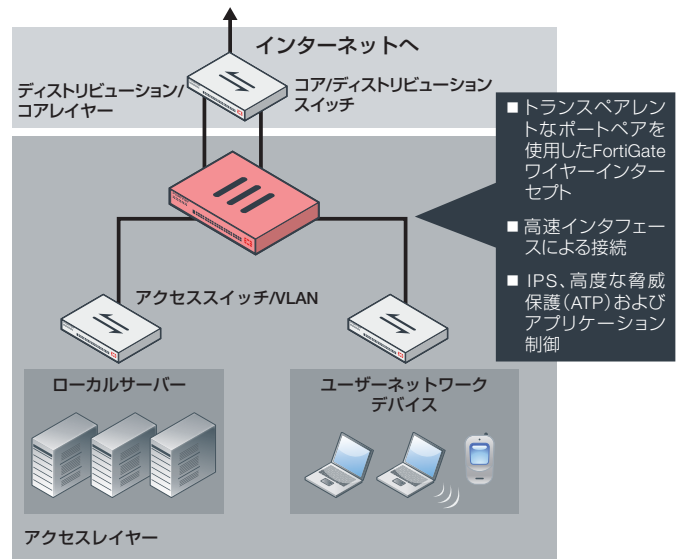 インターネットへ
ディストリビューション/
コアレイヤー
コア/ディストリビューション
スイッチ
■ トランスペアレン
トなポートペアを
使用したFortiGate
ワイヤーインター
セプト
■ 高速インタフェー
スによる接続
■ IPS、高度な脅威
保護（ATP）および
アプリケーション
制御
アクセススイッチ/VLAN
ローカルサーバー
ユーザーネットワーク
デバイス
アクセスレイヤー